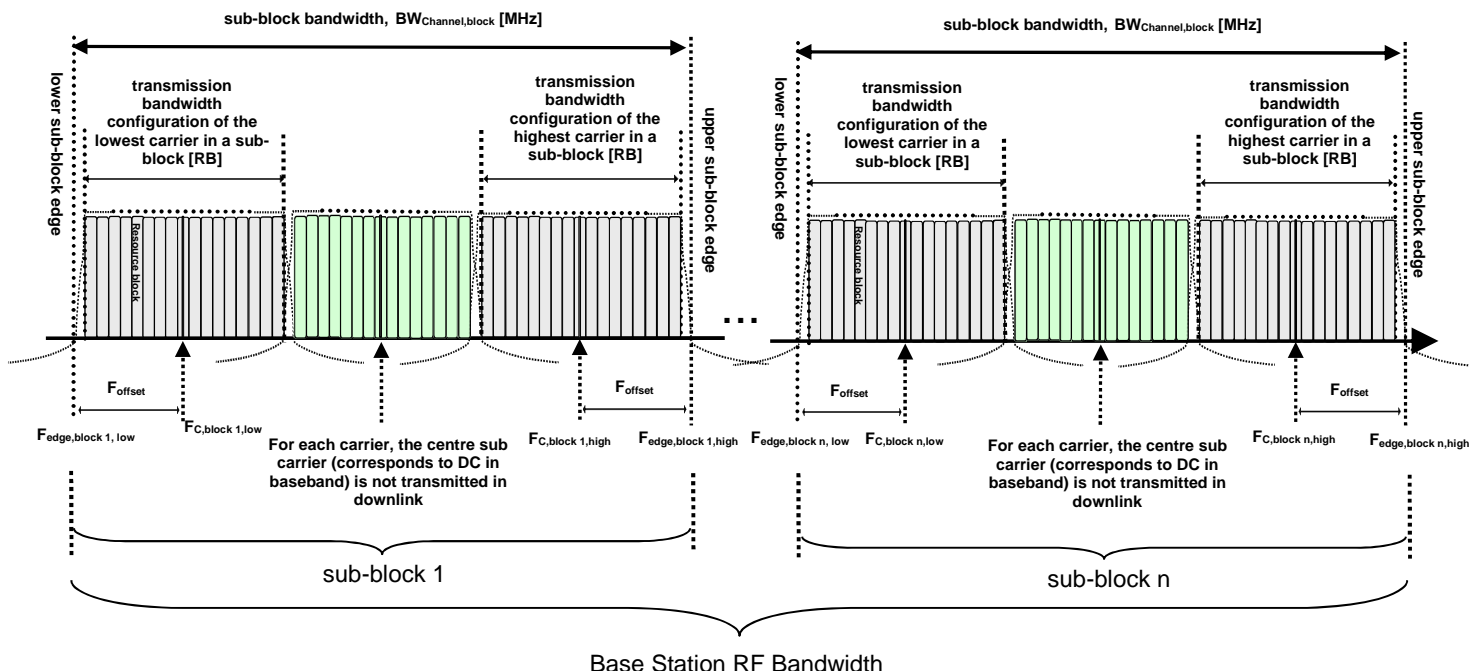 sub-block bandwidth, BWChannel,block [MHz]
lower sub-block edge
transmission
bandwidth
configuration of the
lowest carrier in a sub-
block [RB]
transmission
bandwidth
configuration of the
highest carrier in a
sub-block [RB]
upper sub-block edge
Resource block
...
Foffset
Foffset
Fedge,block 1, low
FC,block 1,low
For each carrier, the centre sub
carrier (corresponds to DC in
baseband) is not transmitted in
downlink
FC,block 1,high
Fedge,block 1,high
sub-block 1
sub-block bandwidth, BWChannel,block [MHz]
lower sub-block edge
transmission
bandwidth
configuration of the
lowest carrier in a
sub-block [RB]
transmission
bandwidth
configuration of the
highest carrier in a
sub-block [RB]
upper sub-block edge
Resource block
Foffset
Foffset
Fedge,block n, low
FC,block n,low
For each carrier, the centre sub
carrier (corresponds to DC in
baseband) is not transmitted in
downlink
FC,block n,high
Fedge,block n,high
sub-block n
Base Station RF Bandwidth